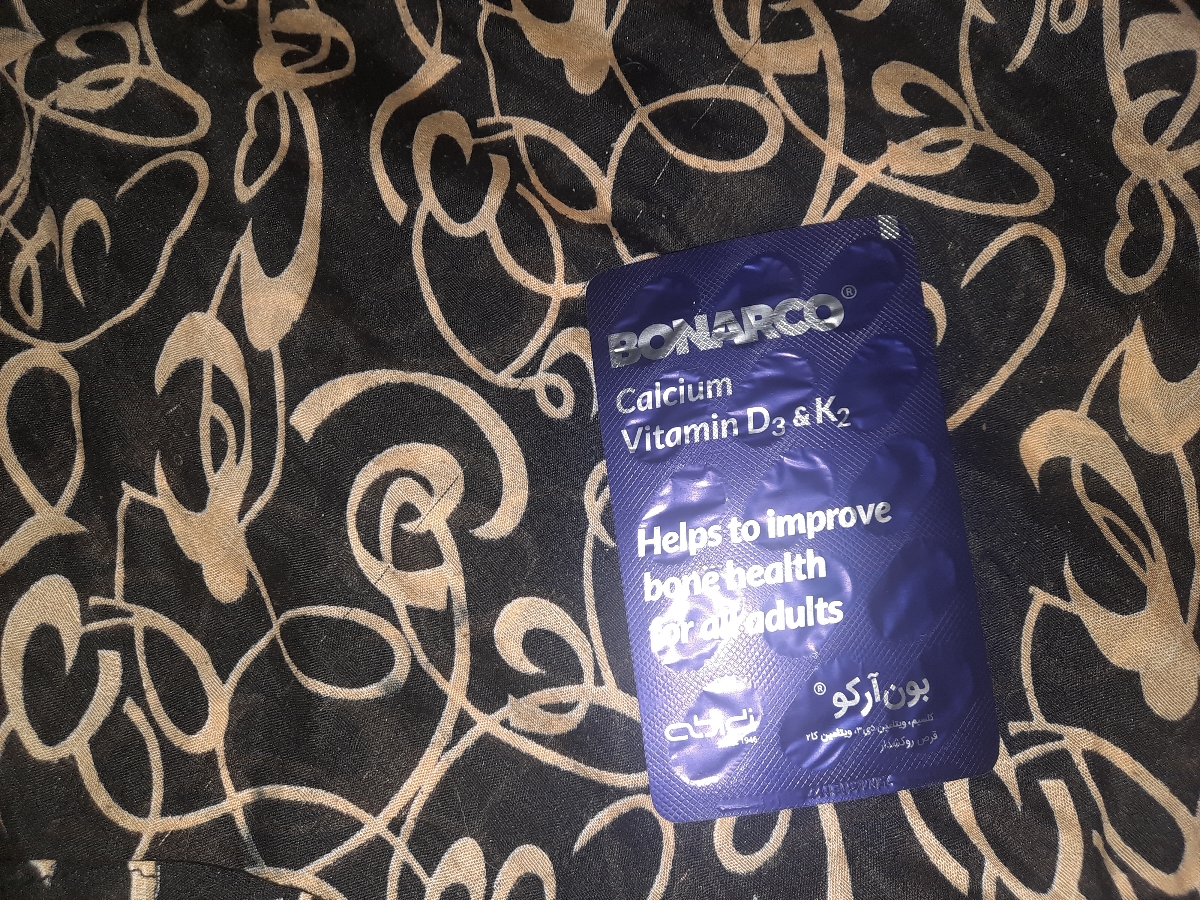 BONARCO®
Calcium
Vitamin D3 & K2
Helps to improve
bone health
for all adults
بون‌آرکو®
کلسیم، ویتامین دی۳، ویتامین کا۲
قرص روکشدار
abidi